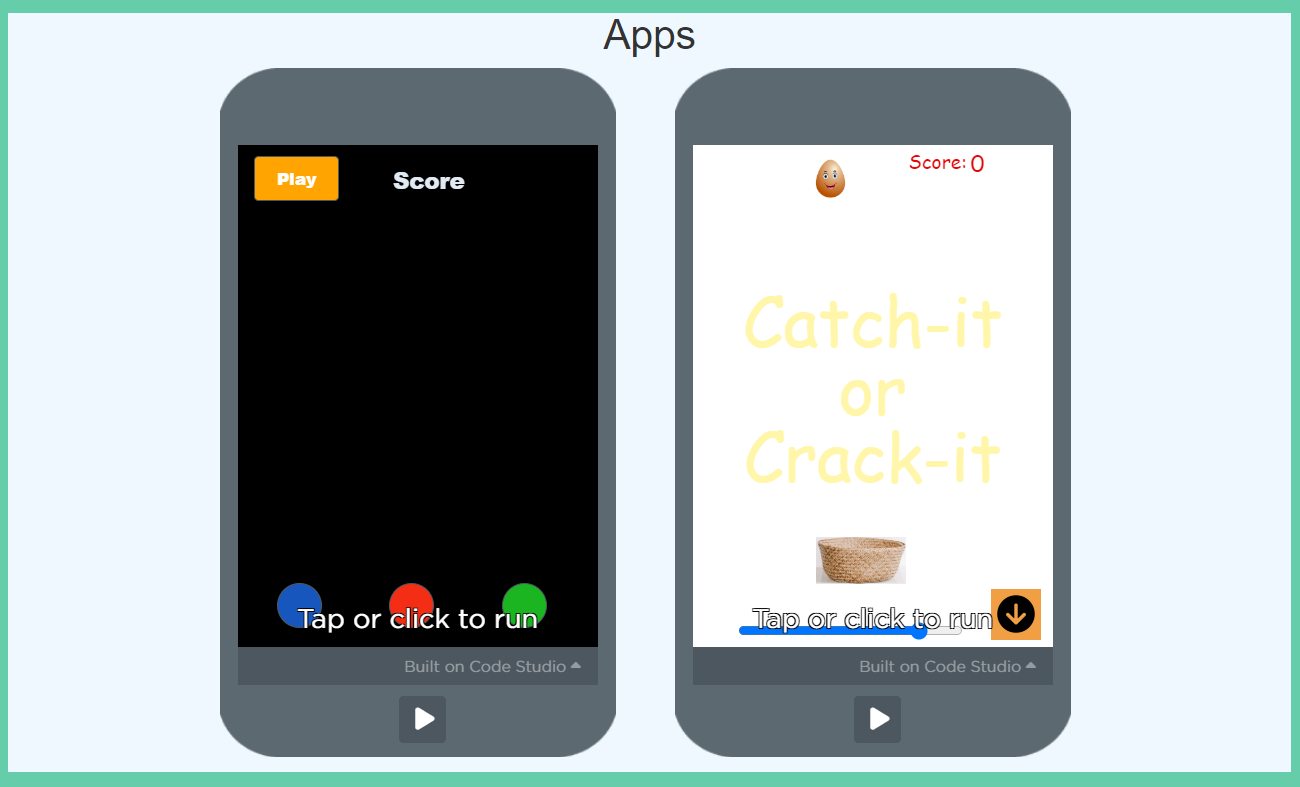 Apps
Play
Score
Tap or click to run
Built on Code Studio
Score: 0
Catch-it
or
Crack-it
Tap or click to run
Built on Code Studio